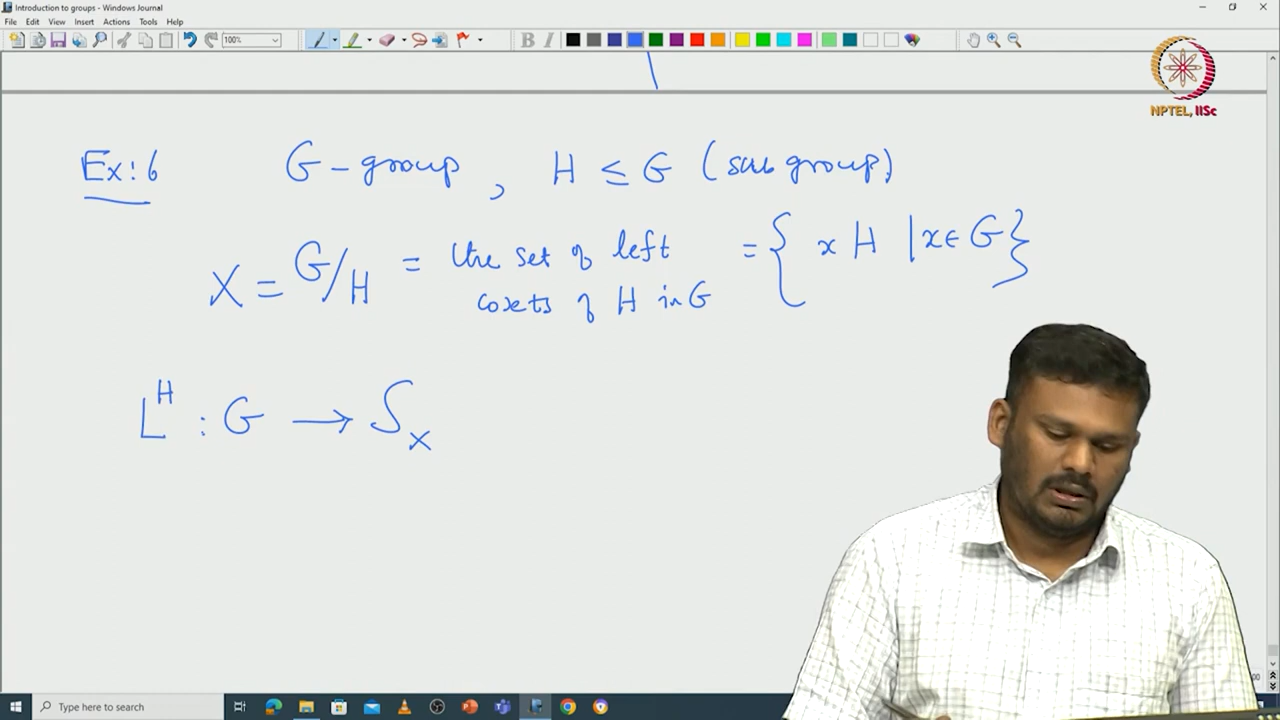 Introduction to groups - Windows Journal
File Edit View Insert Actions Tools Help
100%
B I
NPTEL, IISc
Ex: 6 G - group , H ≤ G (sub group)
X = G/H = the set of left cosets of H in G = { x H | x ∈ G }
L^H : G → S_X
Type here to search